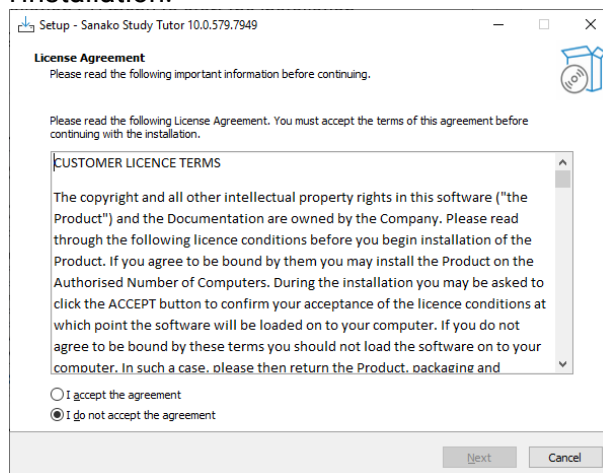 installation.
Setup - Sanako Study Tutor 10.0.579.7949
License Agreement
Please read the following important information before continuing.
Please read the following License Agreement. You must accept the terms of this agreement before
continuing with the installation.
CUSTOMER LICENCE TERMS
The copyright and all other intellectual property rights in this software ("the
Product") and the Documentation are owned by the Company. Please read
through the following licence conditions before you begin installation of the
Product. If you agree to be bound by them you may install the Product on the
Authorised Number of Computers. During the installation you may be asked to
click the ACCEPT button to confirm your acceptance of the licence conditions at
which point the software will be loaded on to your computer. If you do not
agree to be bound by these terms you should not load the software on to your
computer. In such a case, please then return the Product, packaging and
I accept the agreement
I do not accept the agreement
Next Cancel